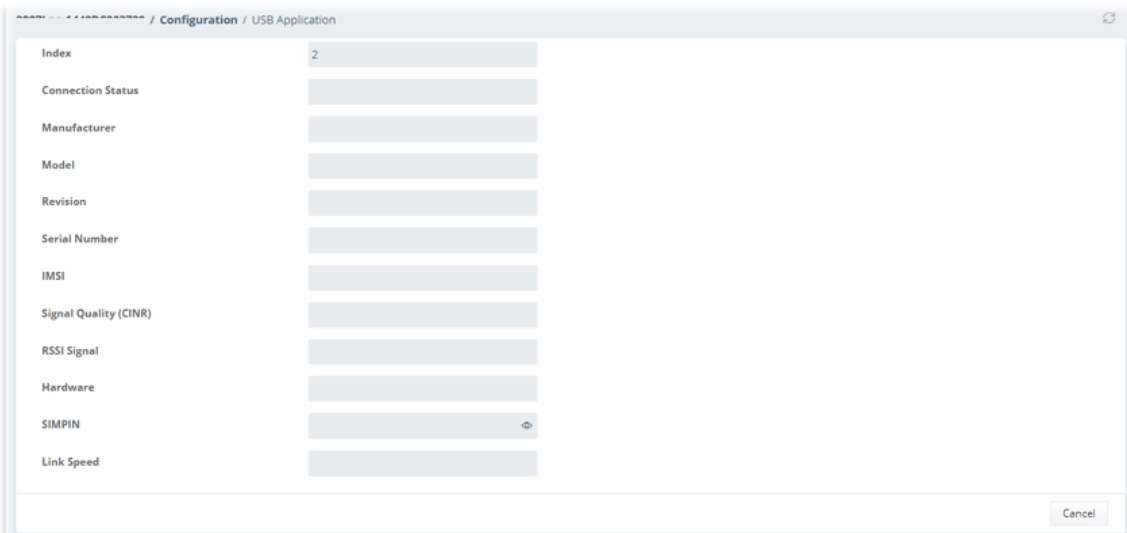 / Configuration / USB Application
Index 2
Connection Status
Manufacturer
Model
Revision
Serial Number
IMSI
Signal Quality (CINR)
RSSI Signal
Hardware
SIMPIN
Link Speed
Cancel